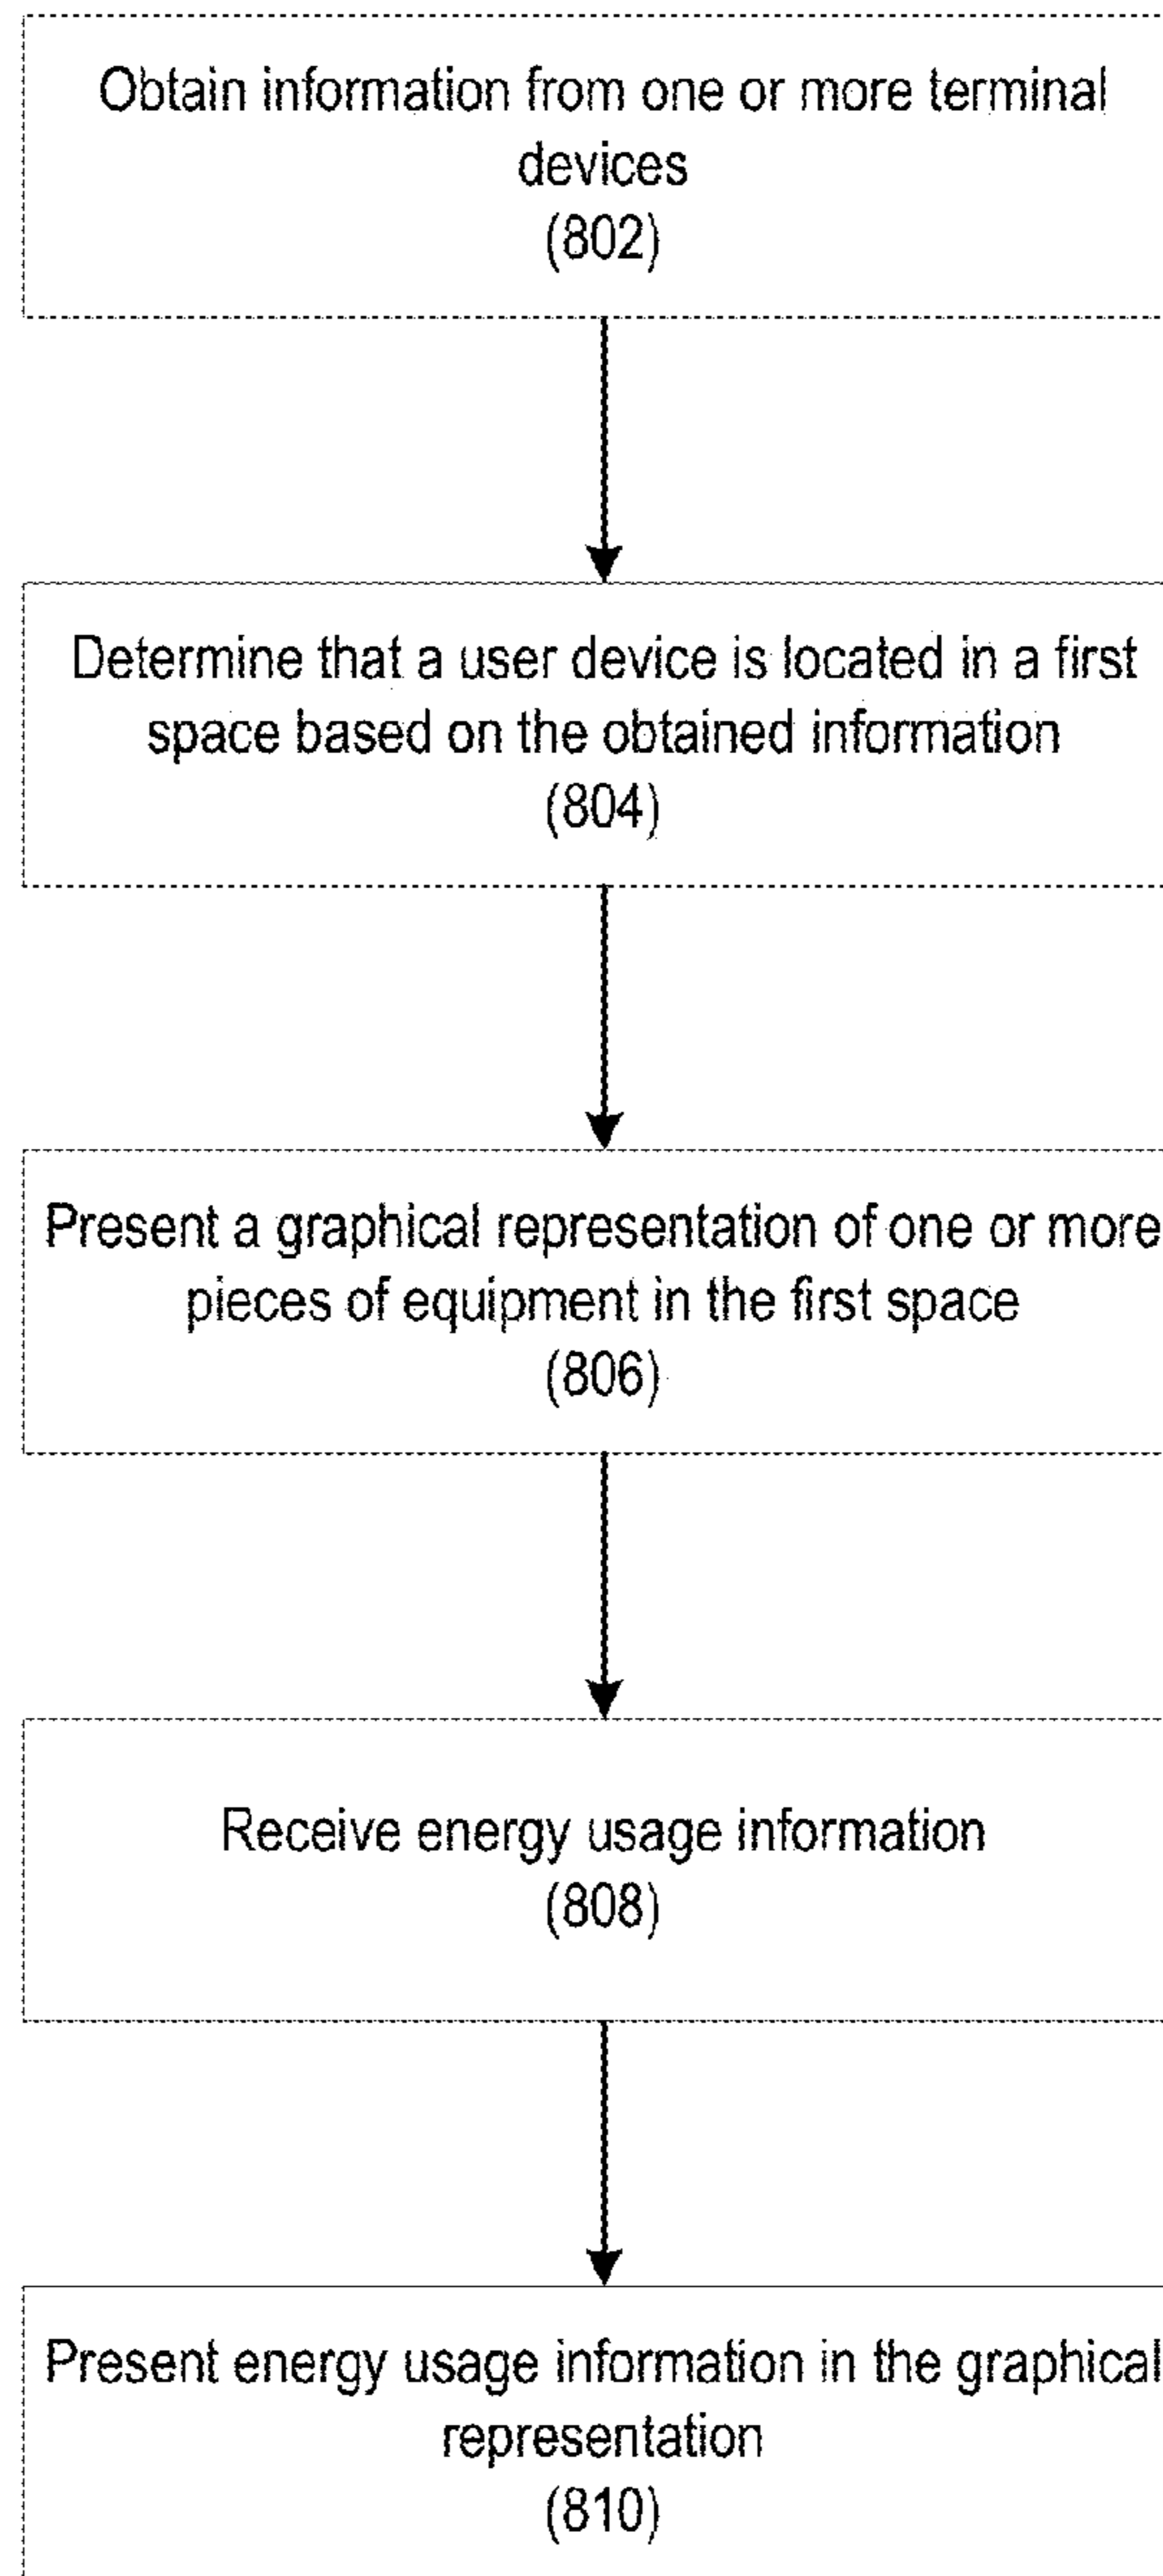 Obtain information from one or more terminal
devices
(802)
Determine that a user device is located in a first
space based on the obtained information
(804)
Present a graphical representation of one or more
pieces of equipment in the first space
(806)
Receive energy usage information
(808)
Present energy usage information in the graphical
representation
(810)